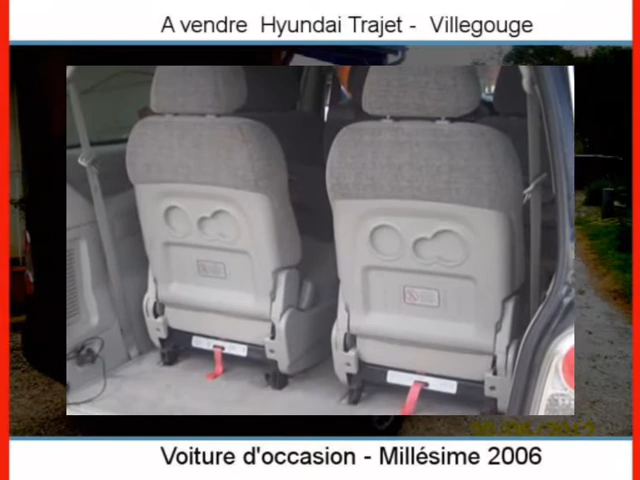 A vendre Hyundai Trajet - Villegouge
Voiture d'occasion - Millésime 2006